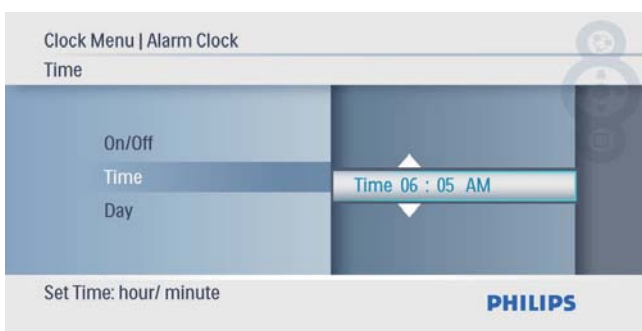 Clock Menu | Alarm Clock
Time
On/Off
Time
Time 06 : 05 AM
Day
Set Time: hour/ minute
PHILIPS